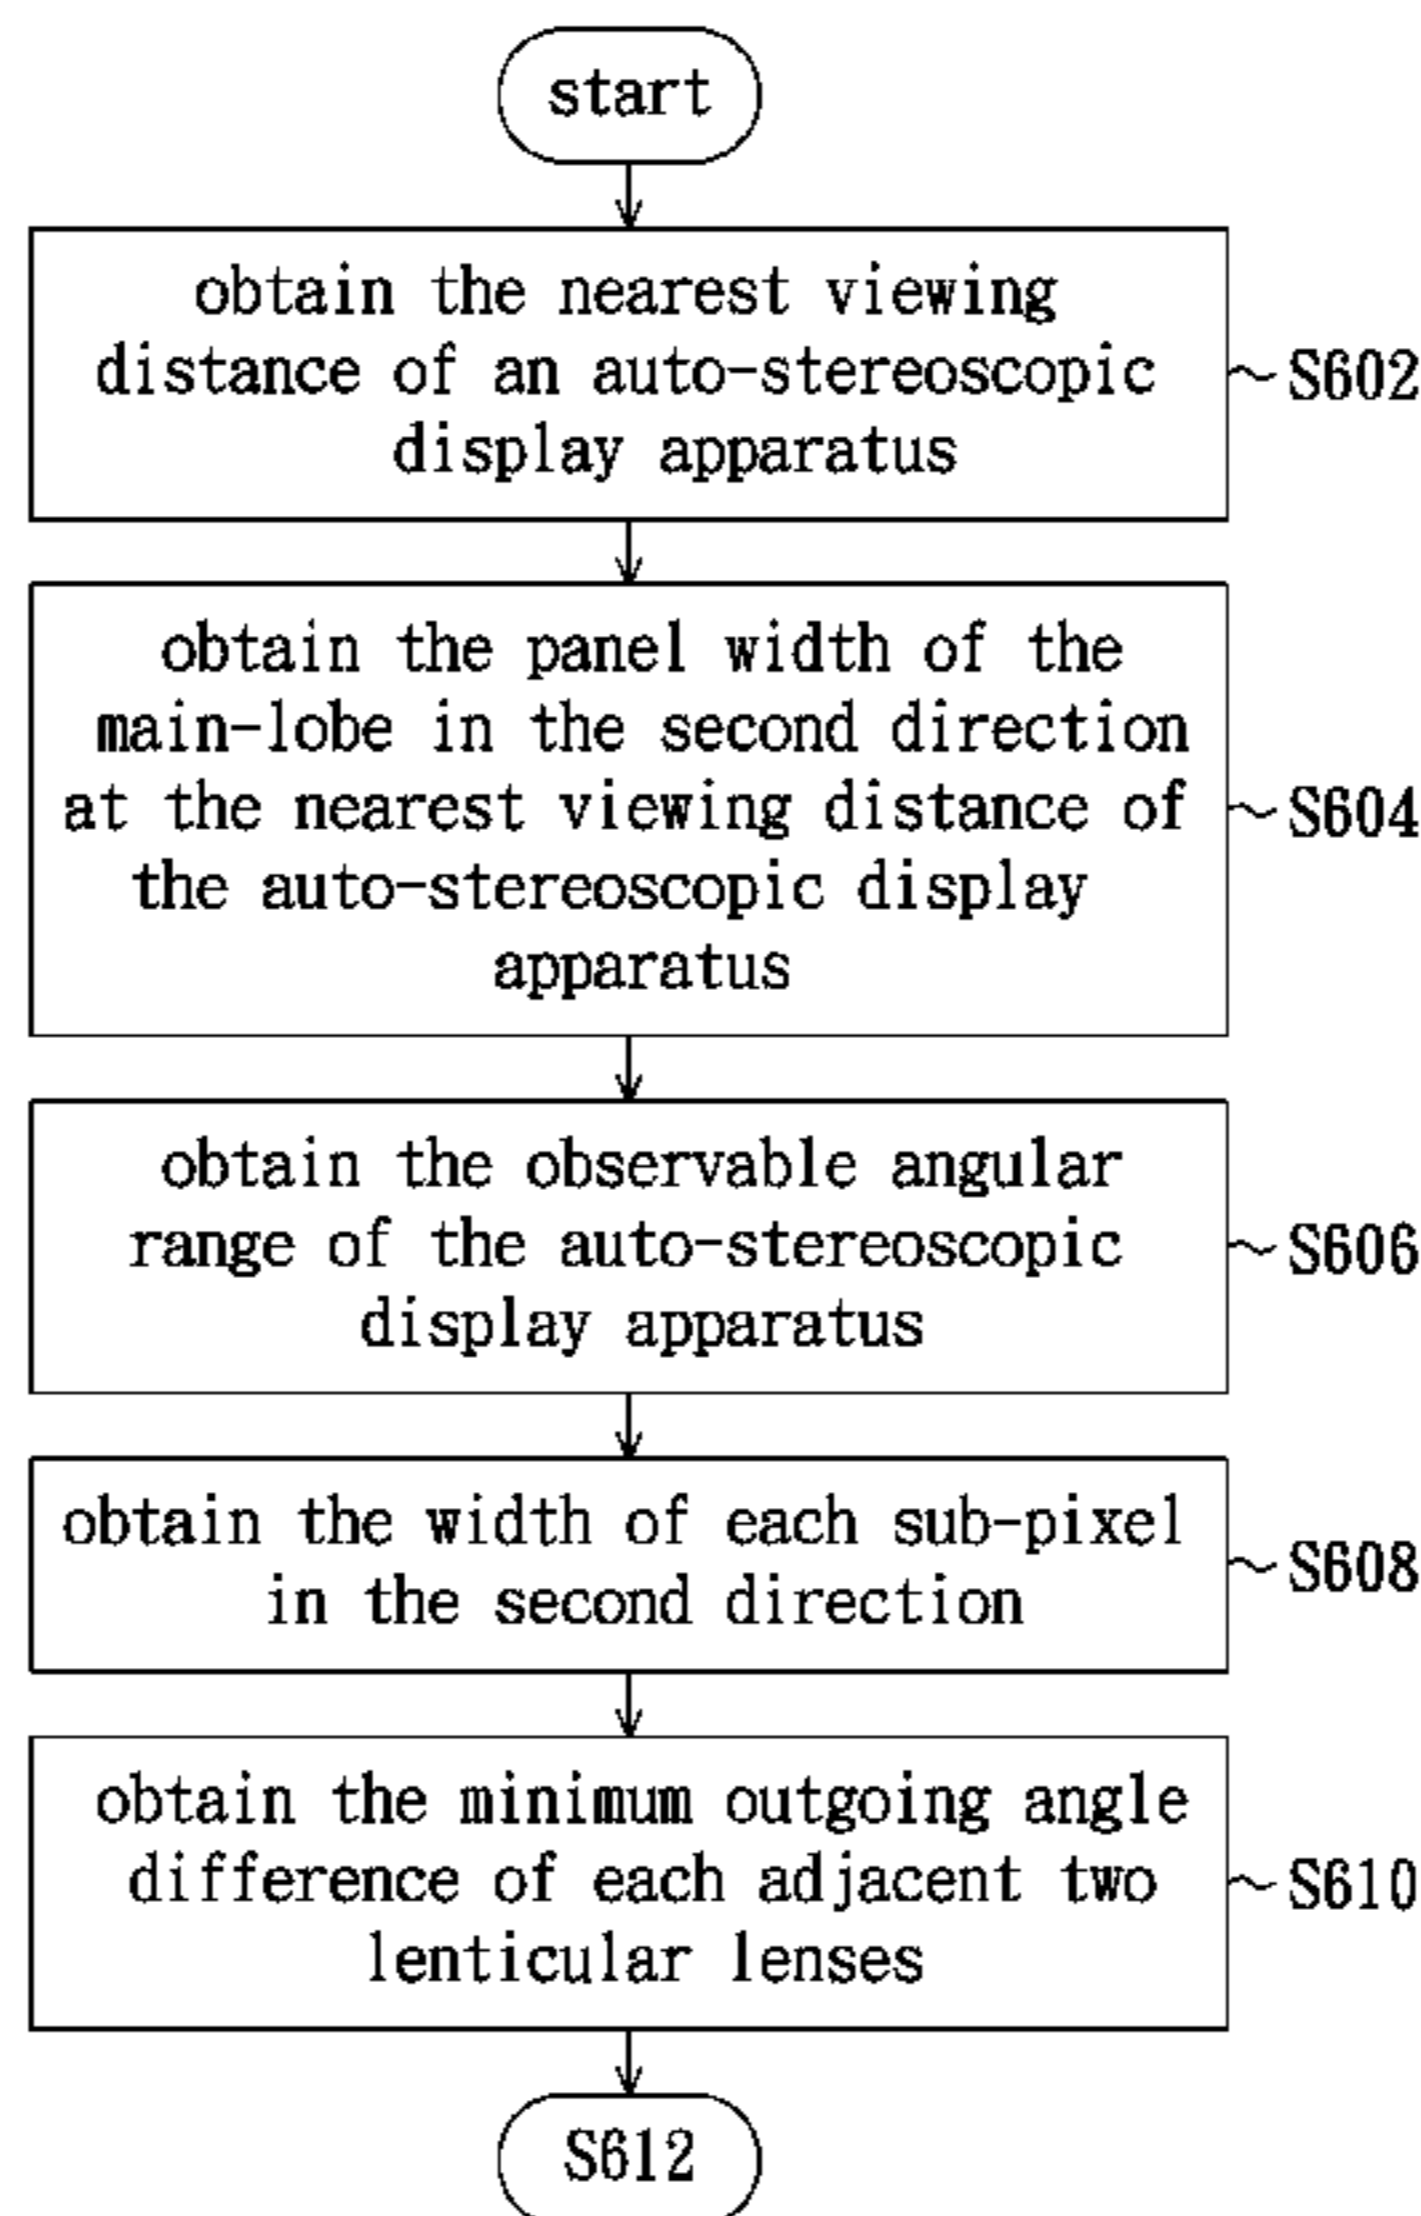 start
obtain the nearest viewing
distance of an auto-stereoscopic
display apparatus
S602
obtain the panel width of the
main-lobe in the second direction
at the nearest viewing distance of
the auto-stereoscopic display
apparatus
S604
obtain the observable angular
range of the auto-stereoscopic
display apparatus
S606
obtain the width of each sub-pixel
in the second direction
S608
obtain the minimum outgoing angle
difference of each adjacent two
lenticular lenses
S610
S612